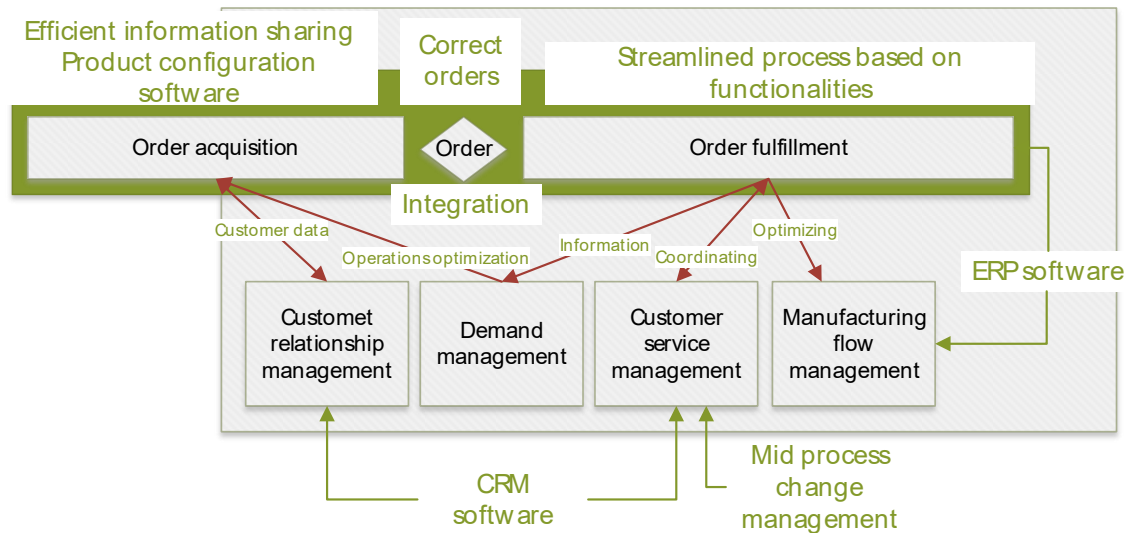 Efficient information sharing
Product configuration
software
Correct
orders
Streamlined process based on
functionalities
Order acquisition
Order
Order fulfillment
Integration
Customer data
Operations optimization
Information
Coordinating
Optimizing
ERP software
Customet
relationship
management
Demand
management
Customer
service
management
Manufacturing
flow
management
CRM
software
Mid process
change
management